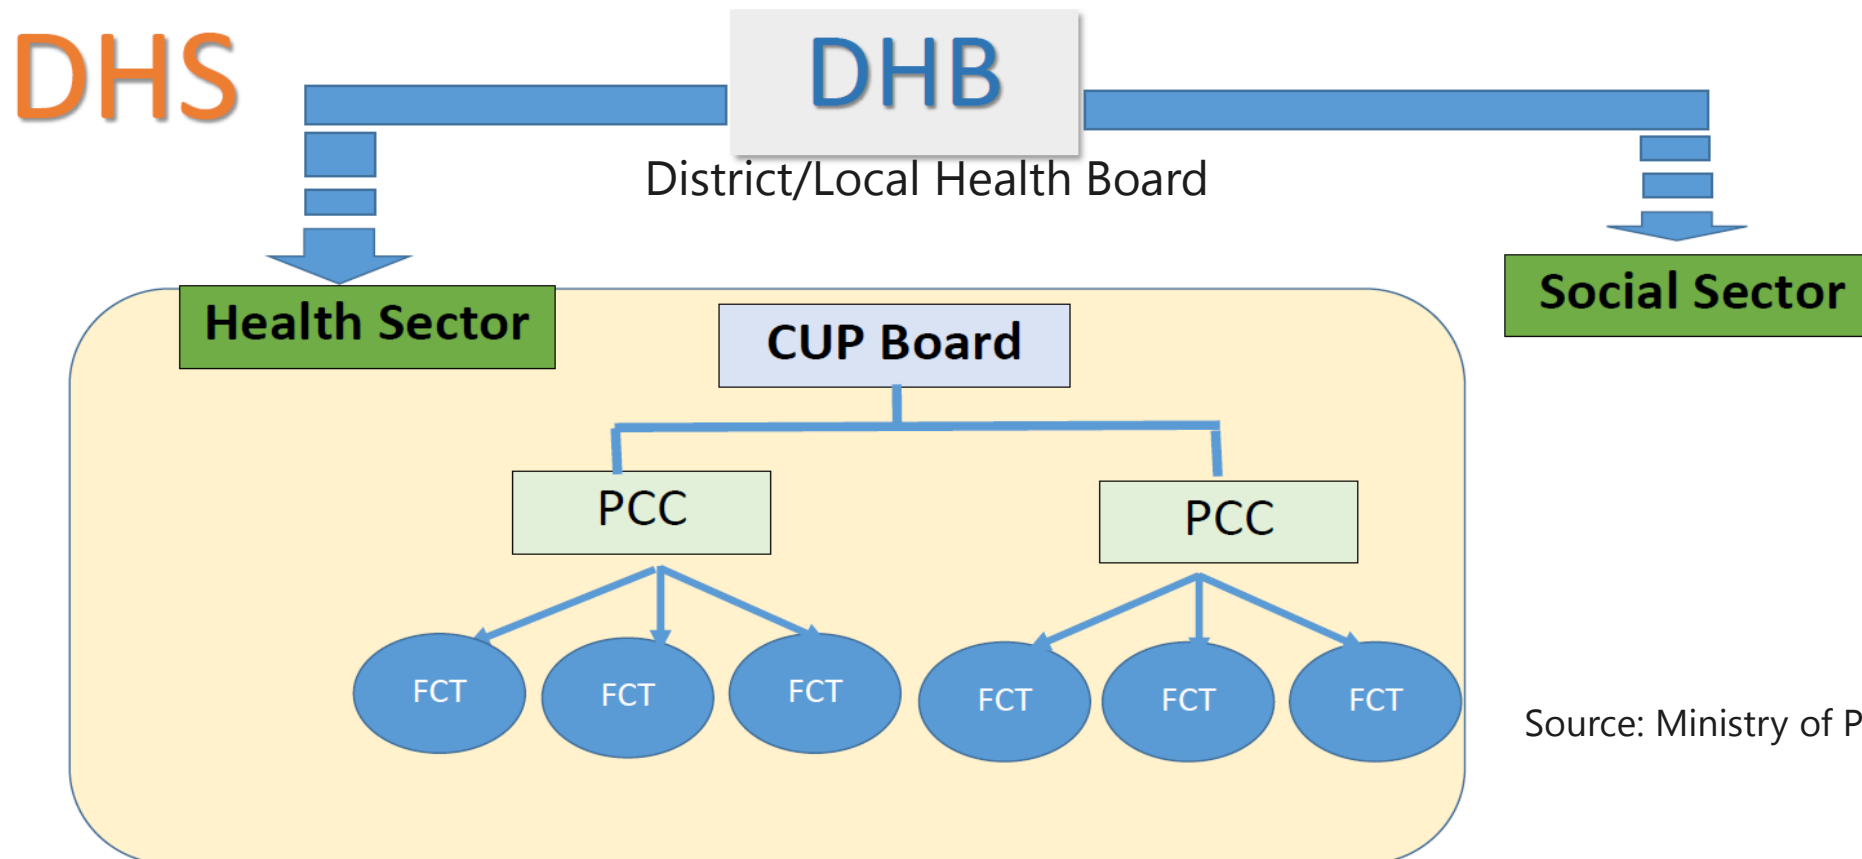 DHS
DHB
District/Local Health Board
Health Sector
Social Sector
CUP Board
PCC
PCC
FCT
FCT
FCT
FCT
FCT
FCT
Source: Ministry of P